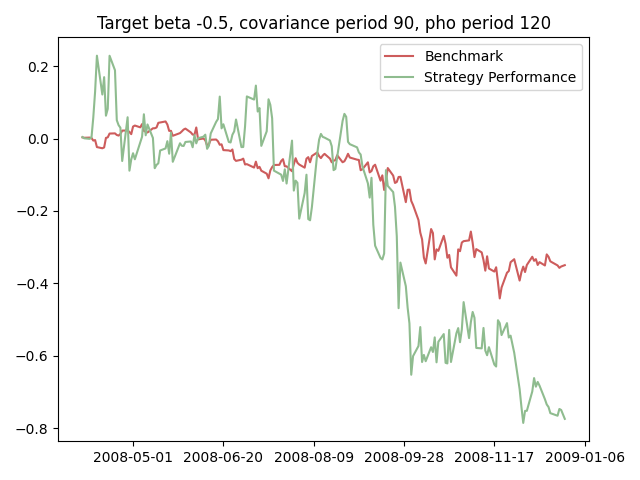 Target beta -0.5, covariance period 90, pho period 120
Benchmark
Strategy Performance
0.2
0.0
−0.2
−0.4
−0.6
−0.8
2008-05-01 2008-06-20 2008-08-09 2008-09-28 2008-11-17 2009-01-06